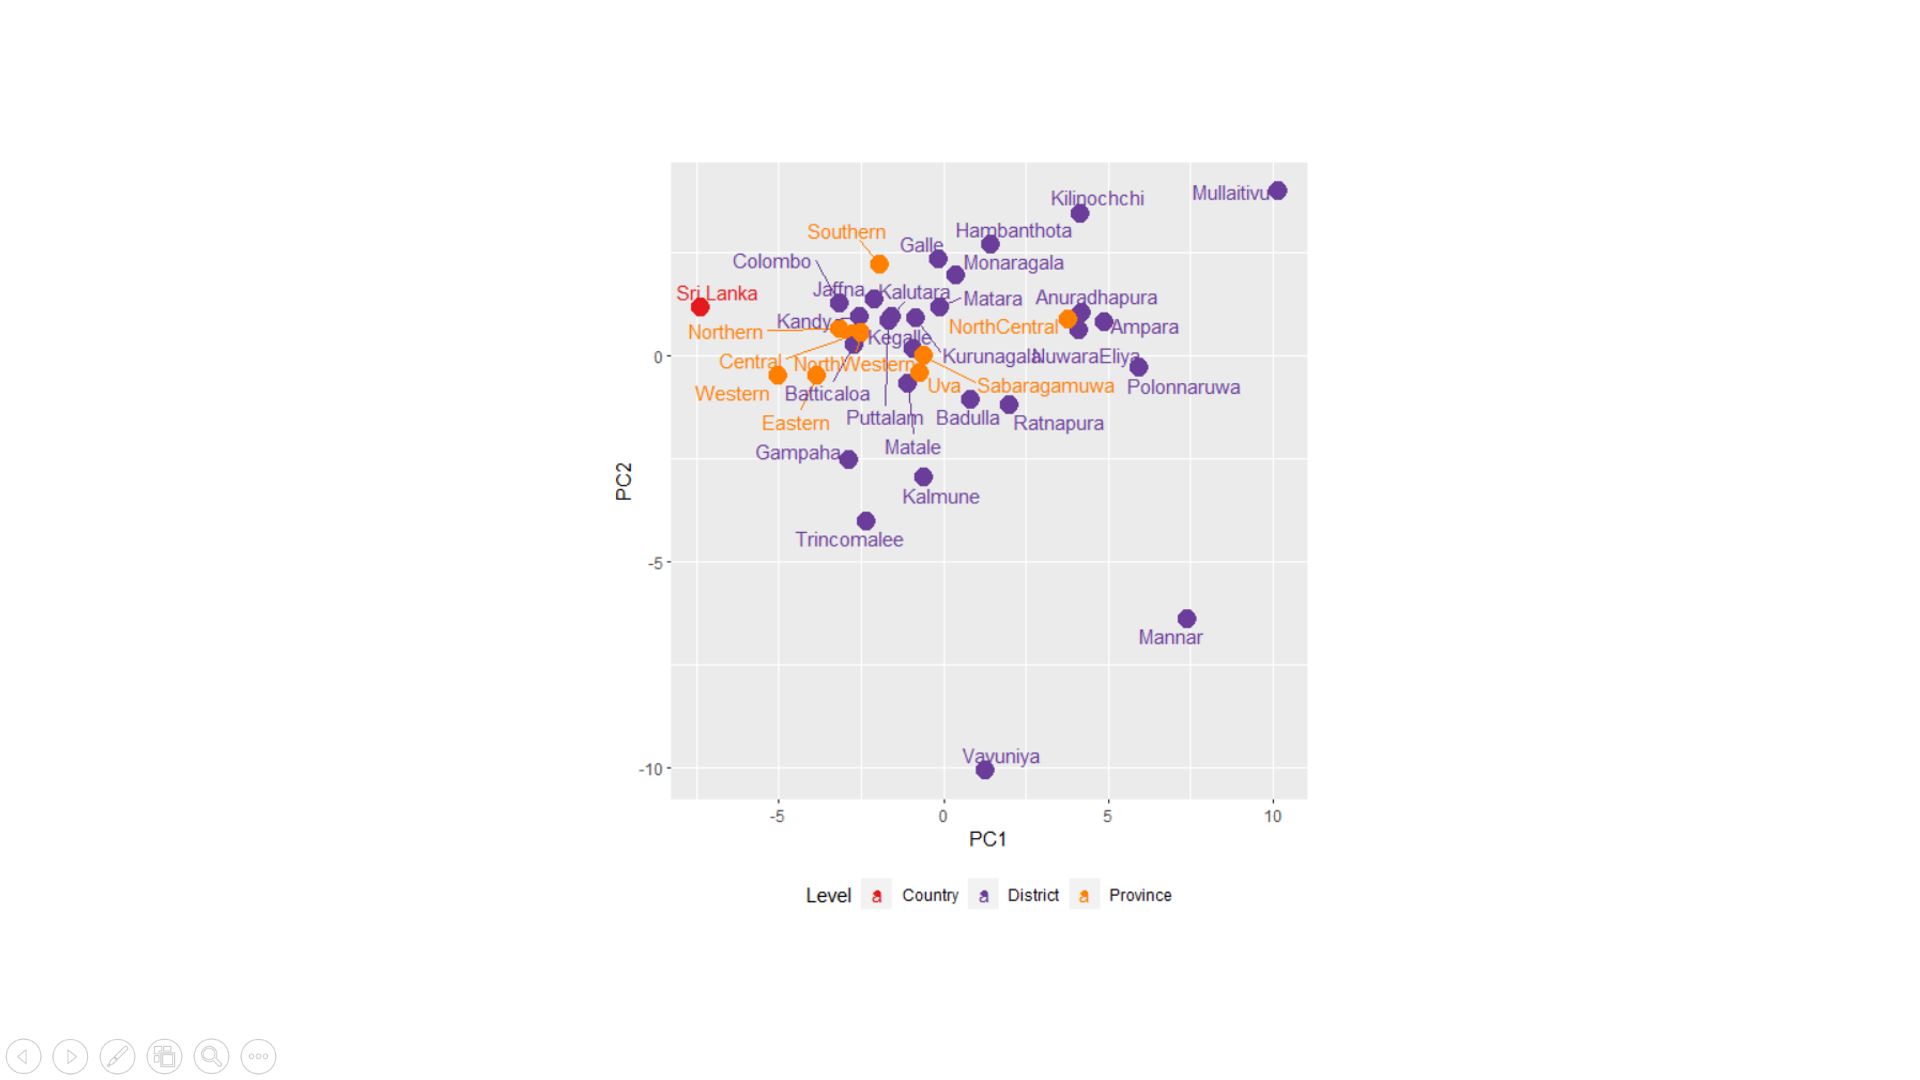 Mullaitivu
Kilinochchi
Hambanthota
Southern
Galle
Colombo
Monaragala
Jaffna
Kalutara
Sri Lanka
Matara
Anuradhapura
Kandy
Northern
NorthCentral
Ampara
Kegalle
Central
NorthWestern
Kurunagala
NuwaraEliya
Western
Batticaloa
Uva
Sabaragamuwa
Polonnaruwa
Eastern
Puttalam
Badulla
Ratnapura
Gampaha
Matale
Kalmune
Trincomalee
Mannar
Vavuniya
0
-5
-10
PC2
-5 0 5 10
PC1
Level a Country a District a Province